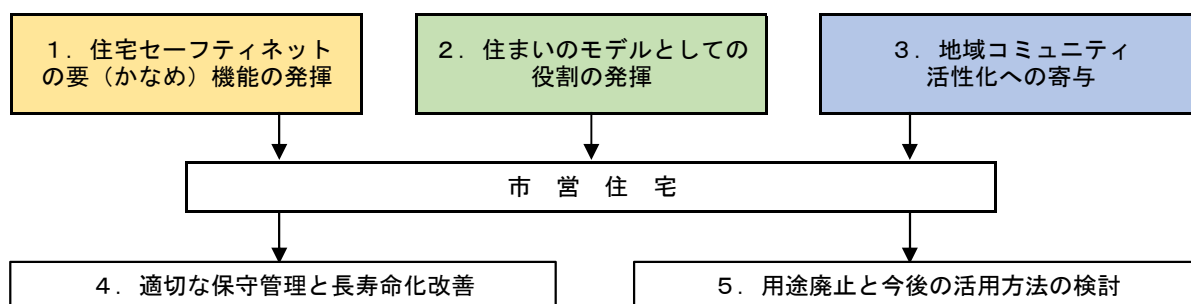 １．住宅セーフティネット
の要（かなめ）機能の発揮
２．住まいのモデルとしての
役割の発揮
３．地域コミュニティ
活性化への寄与
市　営　住　宅
４．適切な保守管理と長寿命化改善
５．用途廃止と今後の活用方法の検討